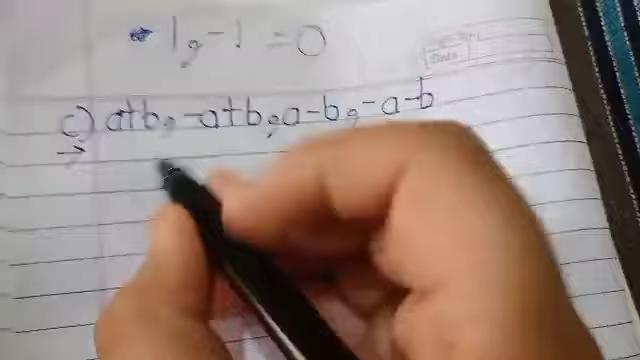 1, -1 = 0
c) a+b, -a+b, a-b, -a-b
→